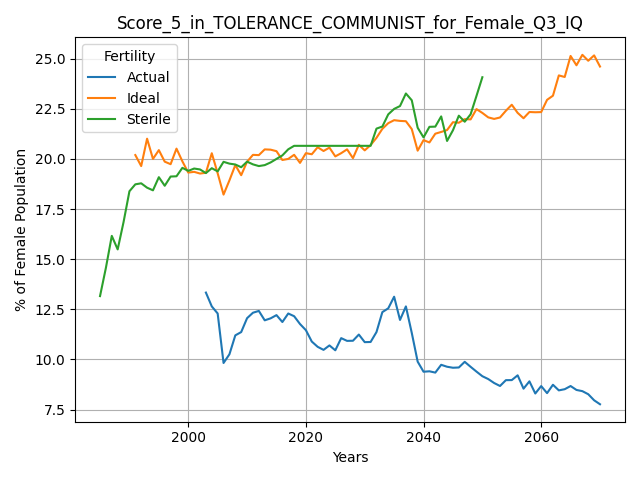 Score_5_in_TOLERANCE_COMMUNIST_for_Female_Q3_IQ
Fertility
Actual
Ideal
Sterile
% of Female Population
25.0
22.5
20.0
17.5
15.0
12.5
10.0
7.5
2000
2020
2040
2060
Years